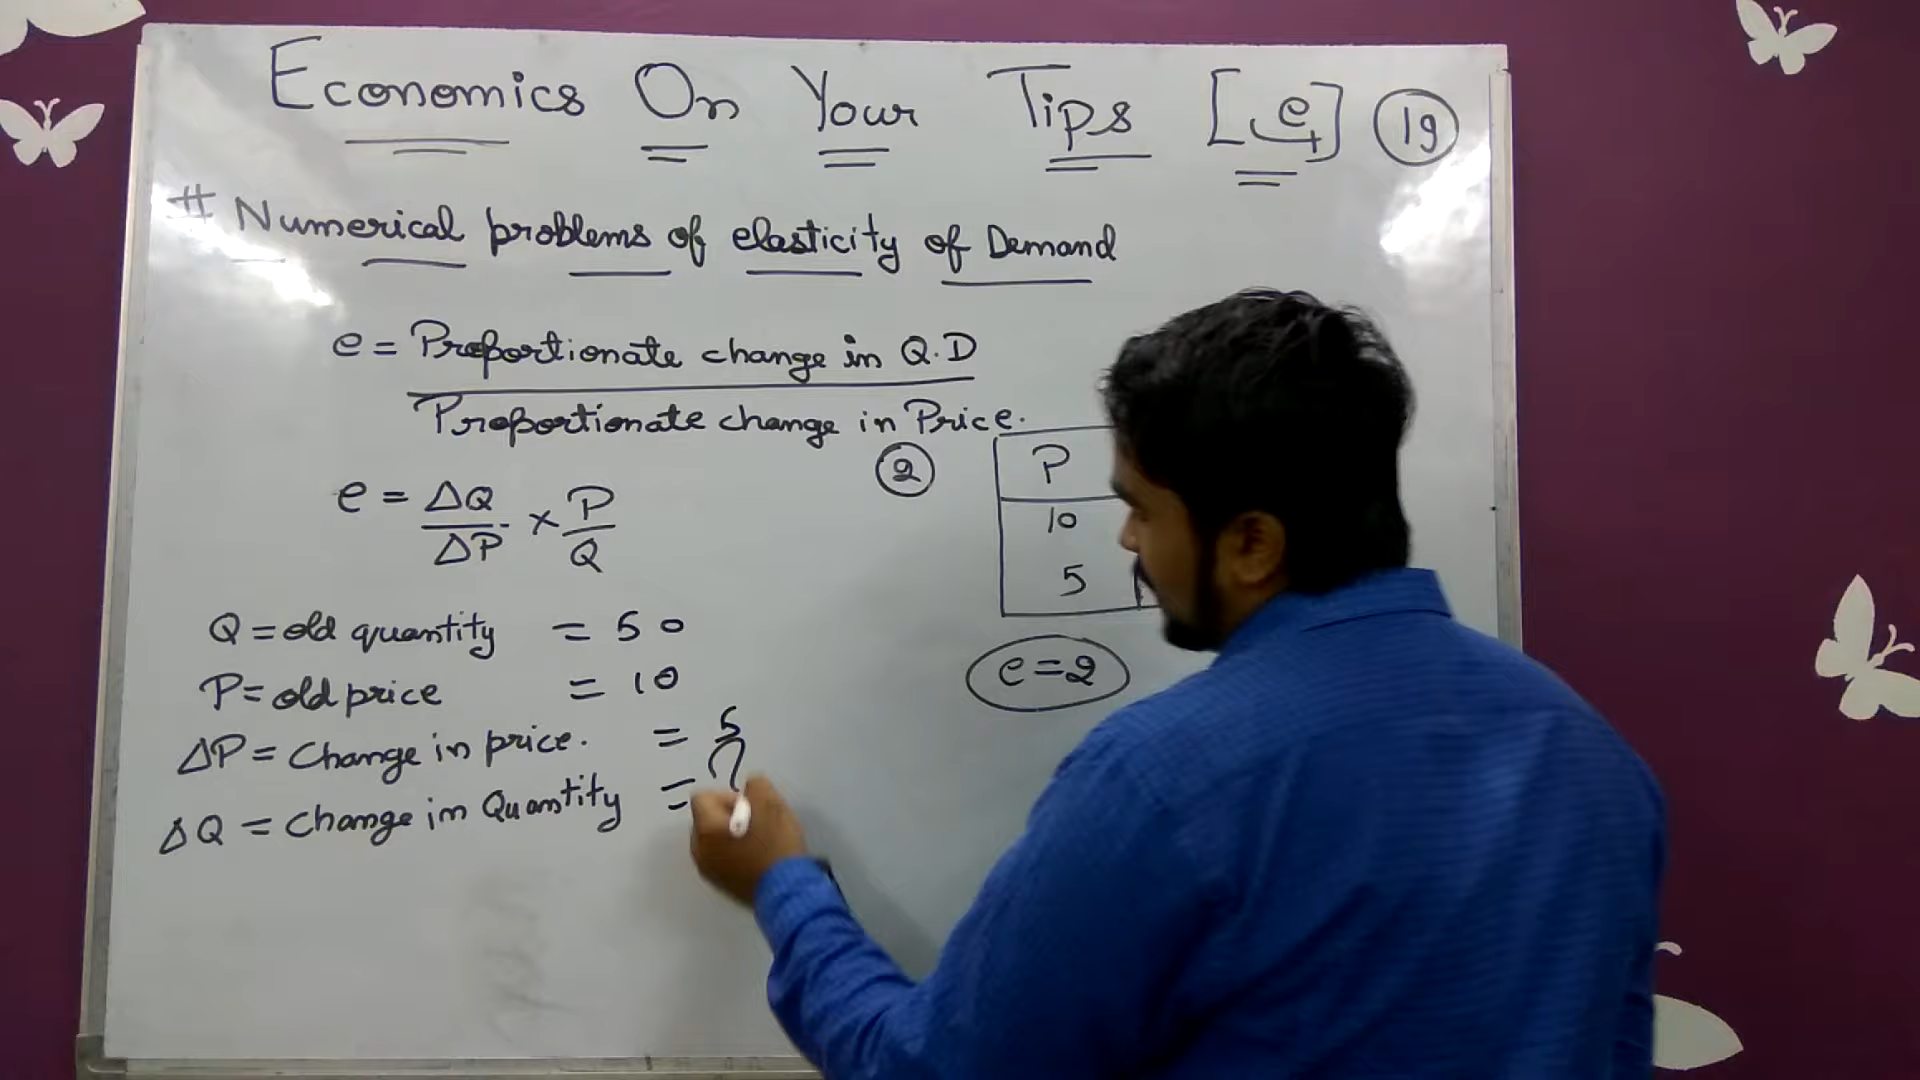 Economics On Your Tips [e] 19
# Numerical problems of elasticity of Demand
e = Proportionate change in Q.D
Proportionate change in Price.
e = ΔQ/ΔP × P/Q
2
P
10
5
e=2
Q = old quantity = 50
P = old price = 10
ΔP = Change in price. = 5
ΔQ = Change in Quantity =